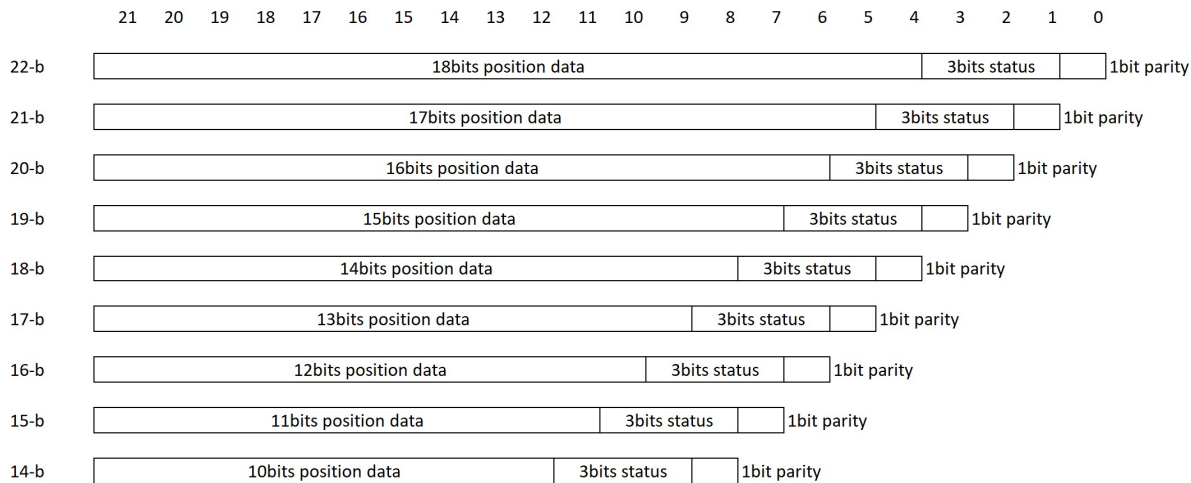 21 20 19 18 17 16 15 14 13 12 11 10 9 8 7 6 5 4 3 2 1 0
22-b 18bits position data 3bits status 1bit parity
21-b 17bits position data 3bits status 1bit parity
20-b 16bits position data 3bits status 1bit parity
19-b 15bits position data 3bits status 1bit parity
18-b 14bits position data 3bits status 1bit parity
17-b 13bits position data 3bits status 1bit parity
16-b 12bits position data 3bits status 1bit parity
15-b 11bits position data 3bits status 1bit parity
14-b 10bits position data 3bits status 1bit parity